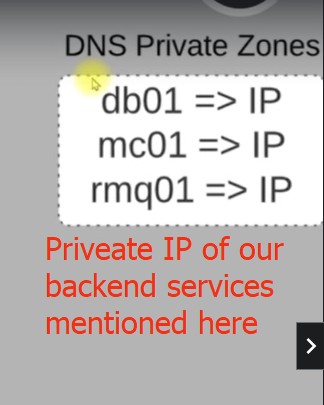 DNS Private Zones
db01 => IP
mc01 => IP
rmq01 => IP
Priveate IP of our
backend services
mentioned here